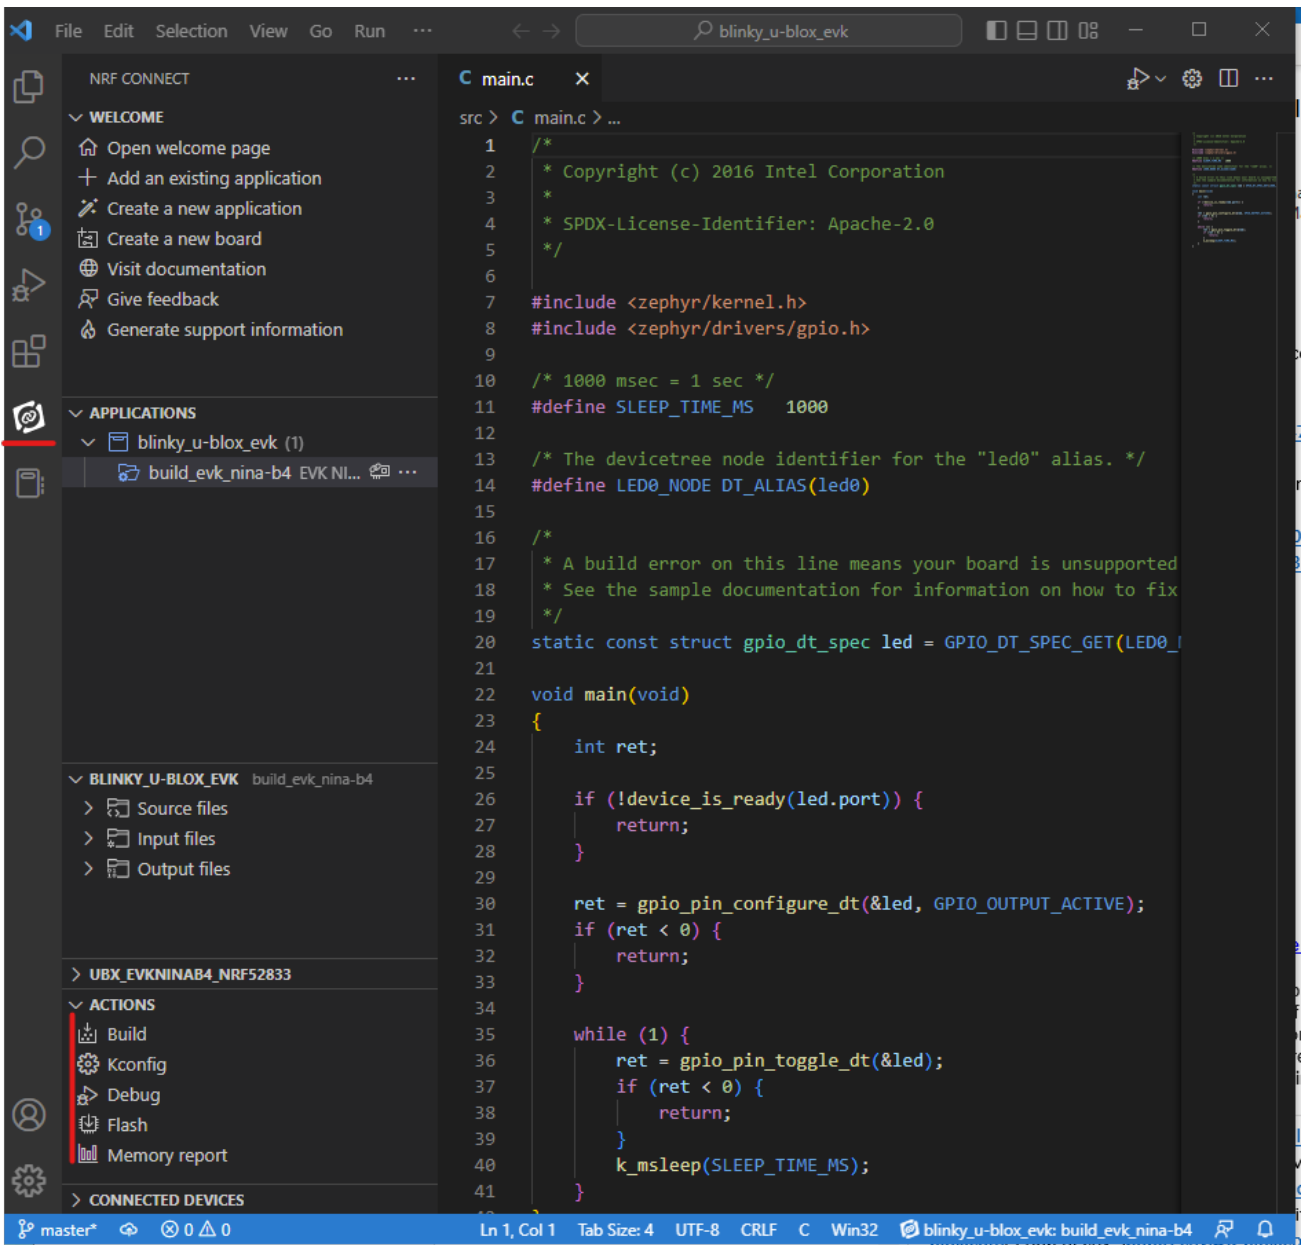 File Edit Selection View Go Run ··· blinky_u-blox_evk
NRF CONNECT ···
WELCOME
Open welcome page
Add an existing application
Create a new application
Create a new board
Visit documentation
Give feedback
Generate support information
1
APPLICATIONS
blinky_u-blox_evk (1)
build_evk_nina-b4 EVK NI... ···
BLINKY_U-BLOX_EVK build_evk_nina-b4
Source files
Input files
Output files
UBX_EVKNINAB4_NRF52833
ACTIONS
Build
Kconfig
Debug
Flash
Memory report
CONNECTED DEVICES
C main.c ×
src > C main.c > ...
1 /*
2 * Copyright (c) 2016 Intel Corporation
3 *
4 * SPDX-License-Identifier: Apache-2.0
5 */
6
7 #include <zephyr/kernel.h>
8 #include <zephyr/drivers/gpio.h>
9
10 /* 1000 msec = 1 sec */
11 #define SLEEP_TIME_MS 1000
12
13 /* The devicetree node identifier for the "led0" alias. */
14 #define LED0_NODE DT_ALIAS(led0)
15
16 /*
17 * A build error on this line means your board is unsupported
18 * See the sample documentation for information on how to fix
19 */
20 static const struct gpio_dt_spec led = GPIO_DT_SPEC_GET(LED0_
21
22 void main(void)
23 {
24 int ret;
25
26 if (!device_is_ready(led.port)) {
27 return;
28 }
29
30 ret = gpio_pin_configure_dt(&led, GPIO_OUTPUT_ACTIVE);
31 if (ret < 0) {
32 return;
33 }
34
35 while (1) {
36 ret = gpio_pin_toggle_dt(&led);
37 if (ret < 0) {
38 return;
39 }
40 k_msleep(SLEEP_TIME_MS);
41 }
master* 0 0 Ln 1, Col 1 Tab Size: 4 UTF-8 CRLF C Win32 blinky_u-blox_evk: build_evk_nina-b4